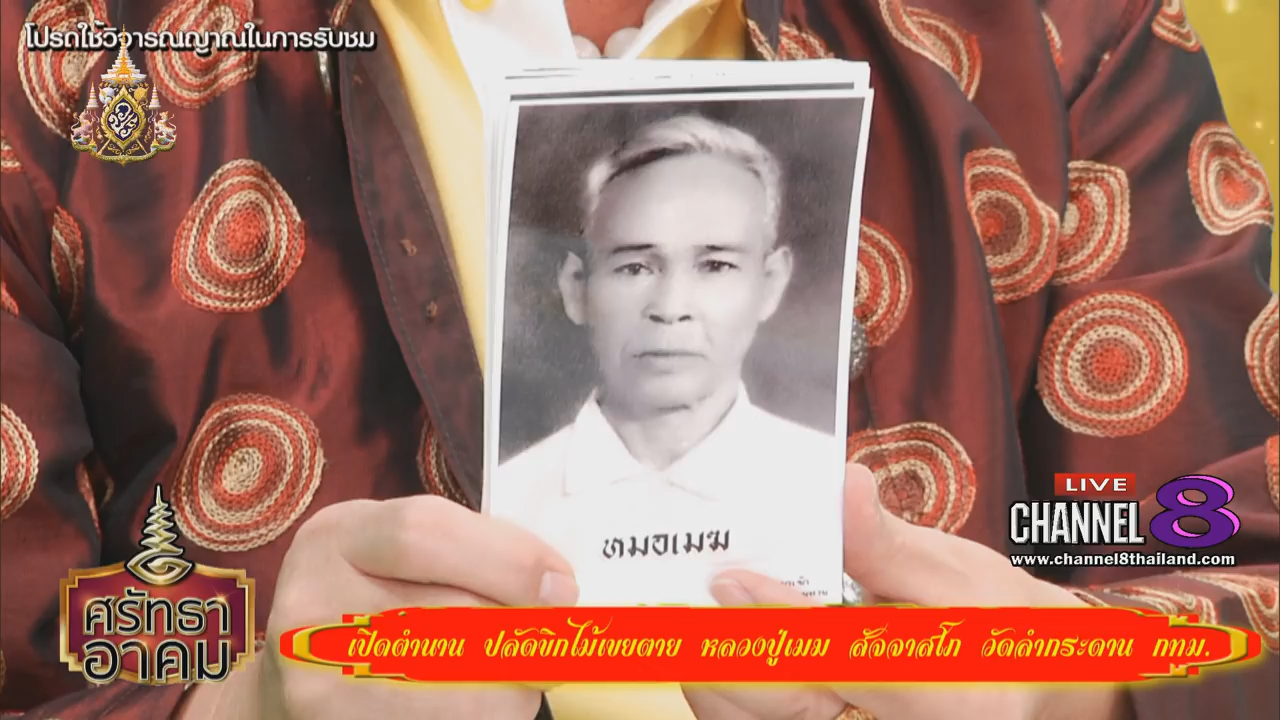 โปรดใช้วิจารณญาณในการรับชม
หมอเมฆ
LIVE
CHANNEL 8
www.channel8thailand.com
ศรัทธา
อาคม
เปิดตำนาน ปลัดขิกไม้เขยตาย หลวงปู่เมฆ สัจจาสโภ วัดลำกระดาน กทม.